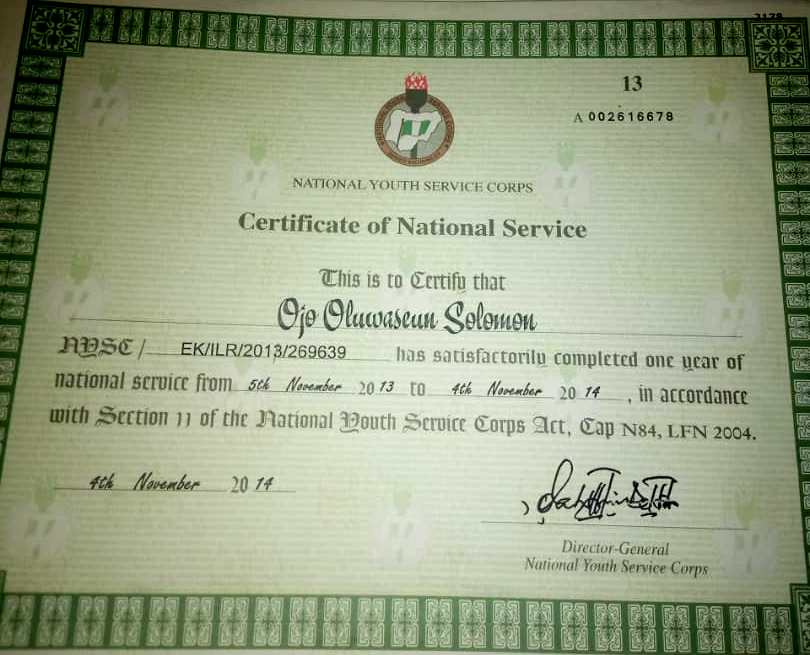 13
A 002616678
NATIONAL YOUTH SERVICE CORPS
Certificate of National Service
This is to Certify that
Ojo Oluwaseun Solomon
NYSC / EK/ILR/2013/269639 has satisfactorily completed one year of
national service from 5th November 2013 to 4th November 2014, in accordance
with Section 11 of the National Youth Service Corps Act, Cap N84, LFN 2004.
4th November 2014
Director-General
National Youth Service Corps